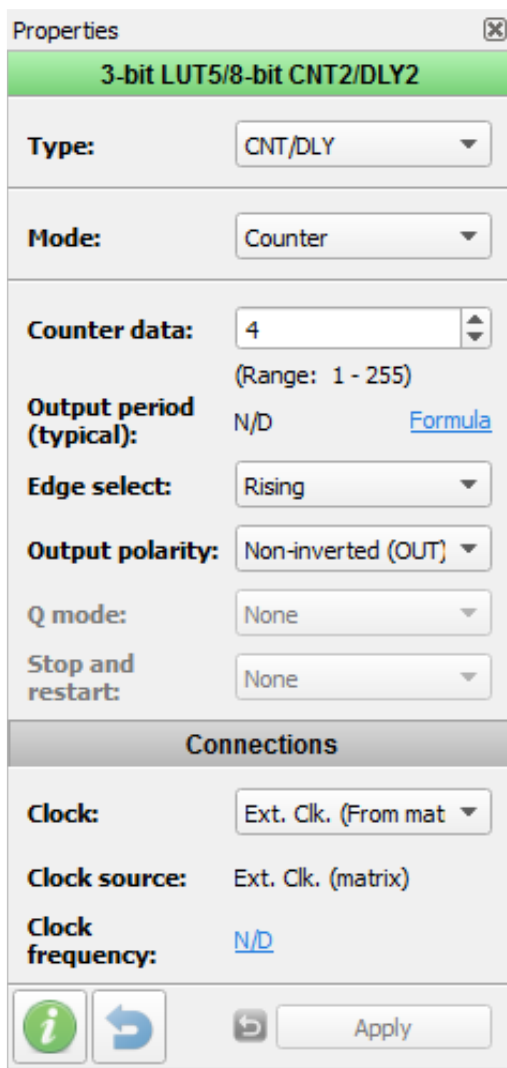 Properties
3-bit LUT5/8-bit CNT2/DLY2
Type: CNT/DLY
Mode: Counter
Counter data: 4
(Range: 1 - 255)
Output period (typical): N/D Formula
Edge select: Rising
Output polarity: Non-inverted (OUT)
Q mode: None
Stop and restart: None
Connections
Clock: Ext. Clk. (From mat
Clock source: Ext. Clk. (matrix)
Clock frequency: N/D
Apply